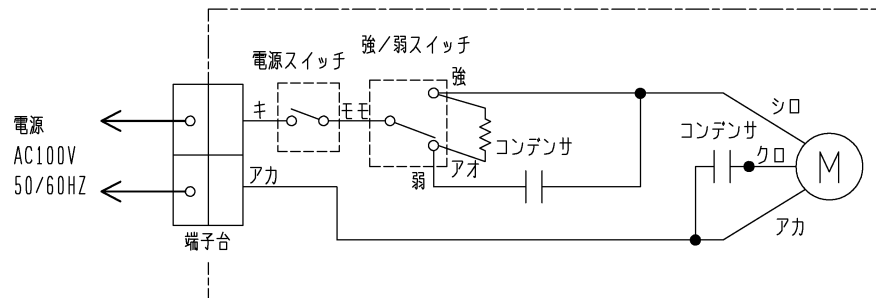 電源スイッチ
強/弱スイッチ
強
キ
モモ
シロ
電源
AC100V
50/60HZ
コンデンサ
コンデンサ
クロ
M
アオ
アカ
弱
アカ
端子台